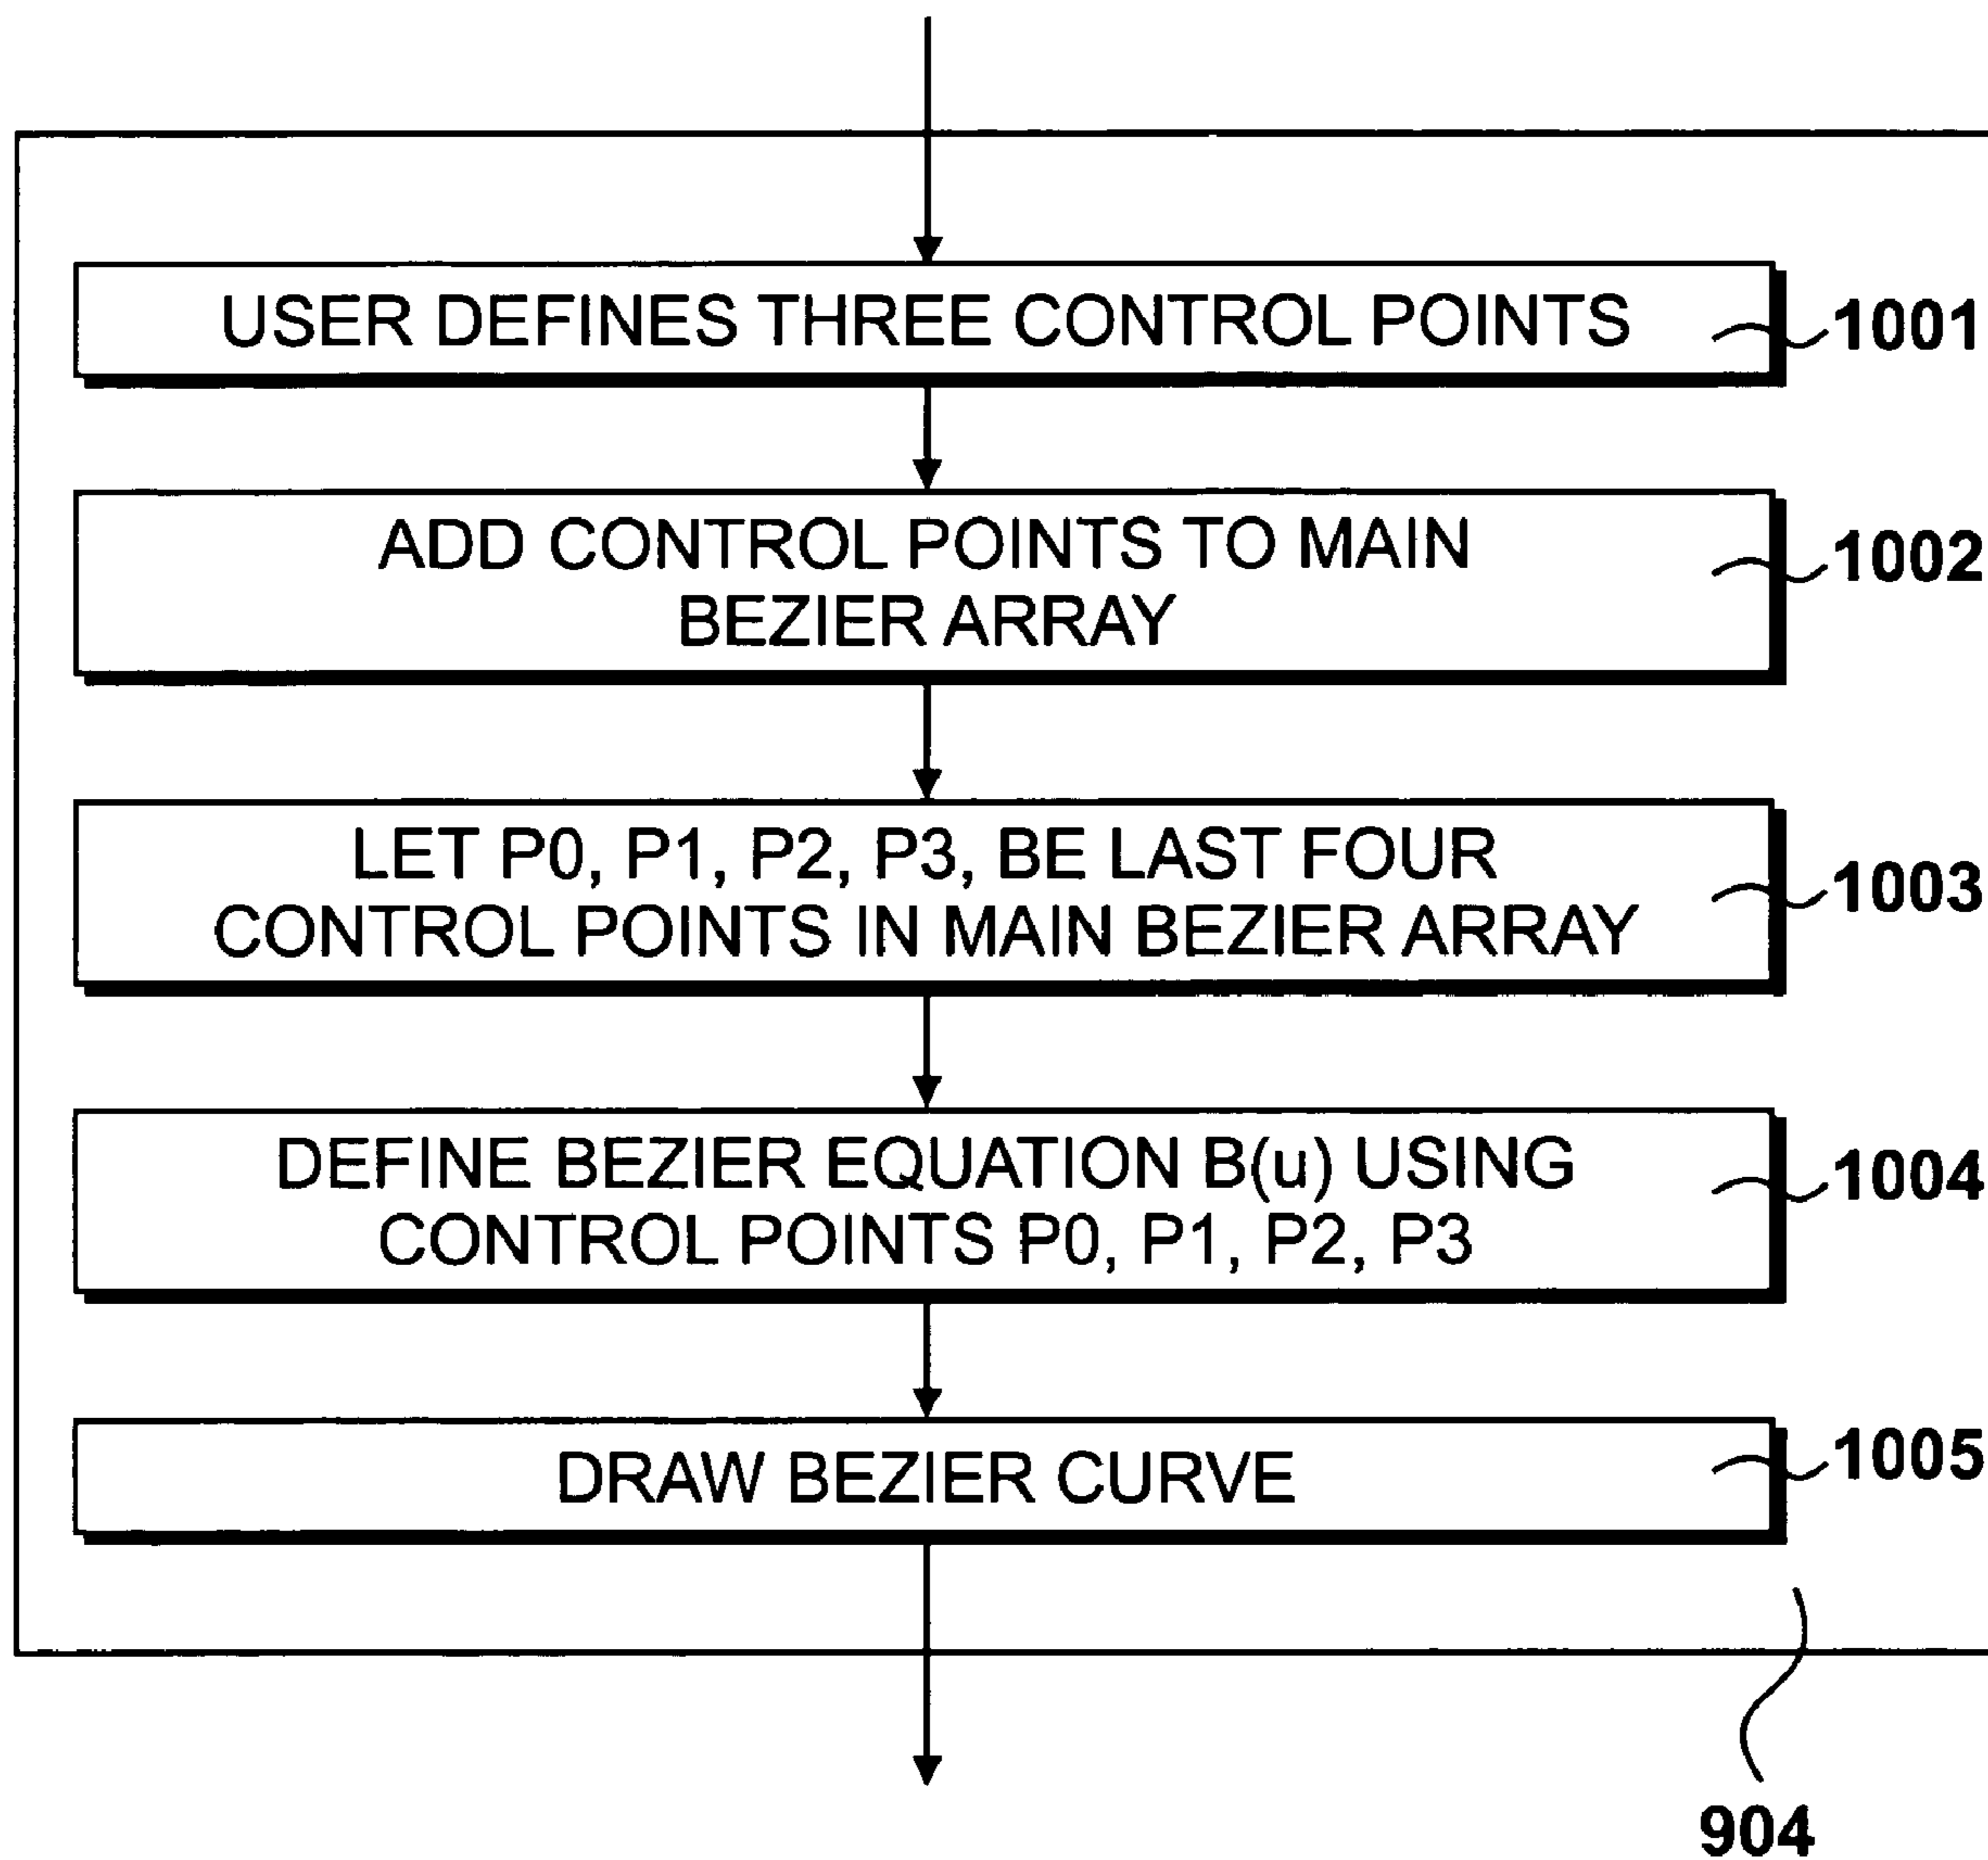 USER DEFINES THREE CONTROL POINTS
1001
ADD CONTROL POINTS TO MAIN
BEZIER ARRAY
1002
LET P0, P1, P2, P3, BE LAST FOUR
CONTROL POINTS IN MAIN BEZIER ARRAY
1003
DEFINE BEZIER EQUATION B(u) USING
CONTROL POINTS P0, P1, P2, P3
1004
DRAW BEZIER CURVE
1005
904